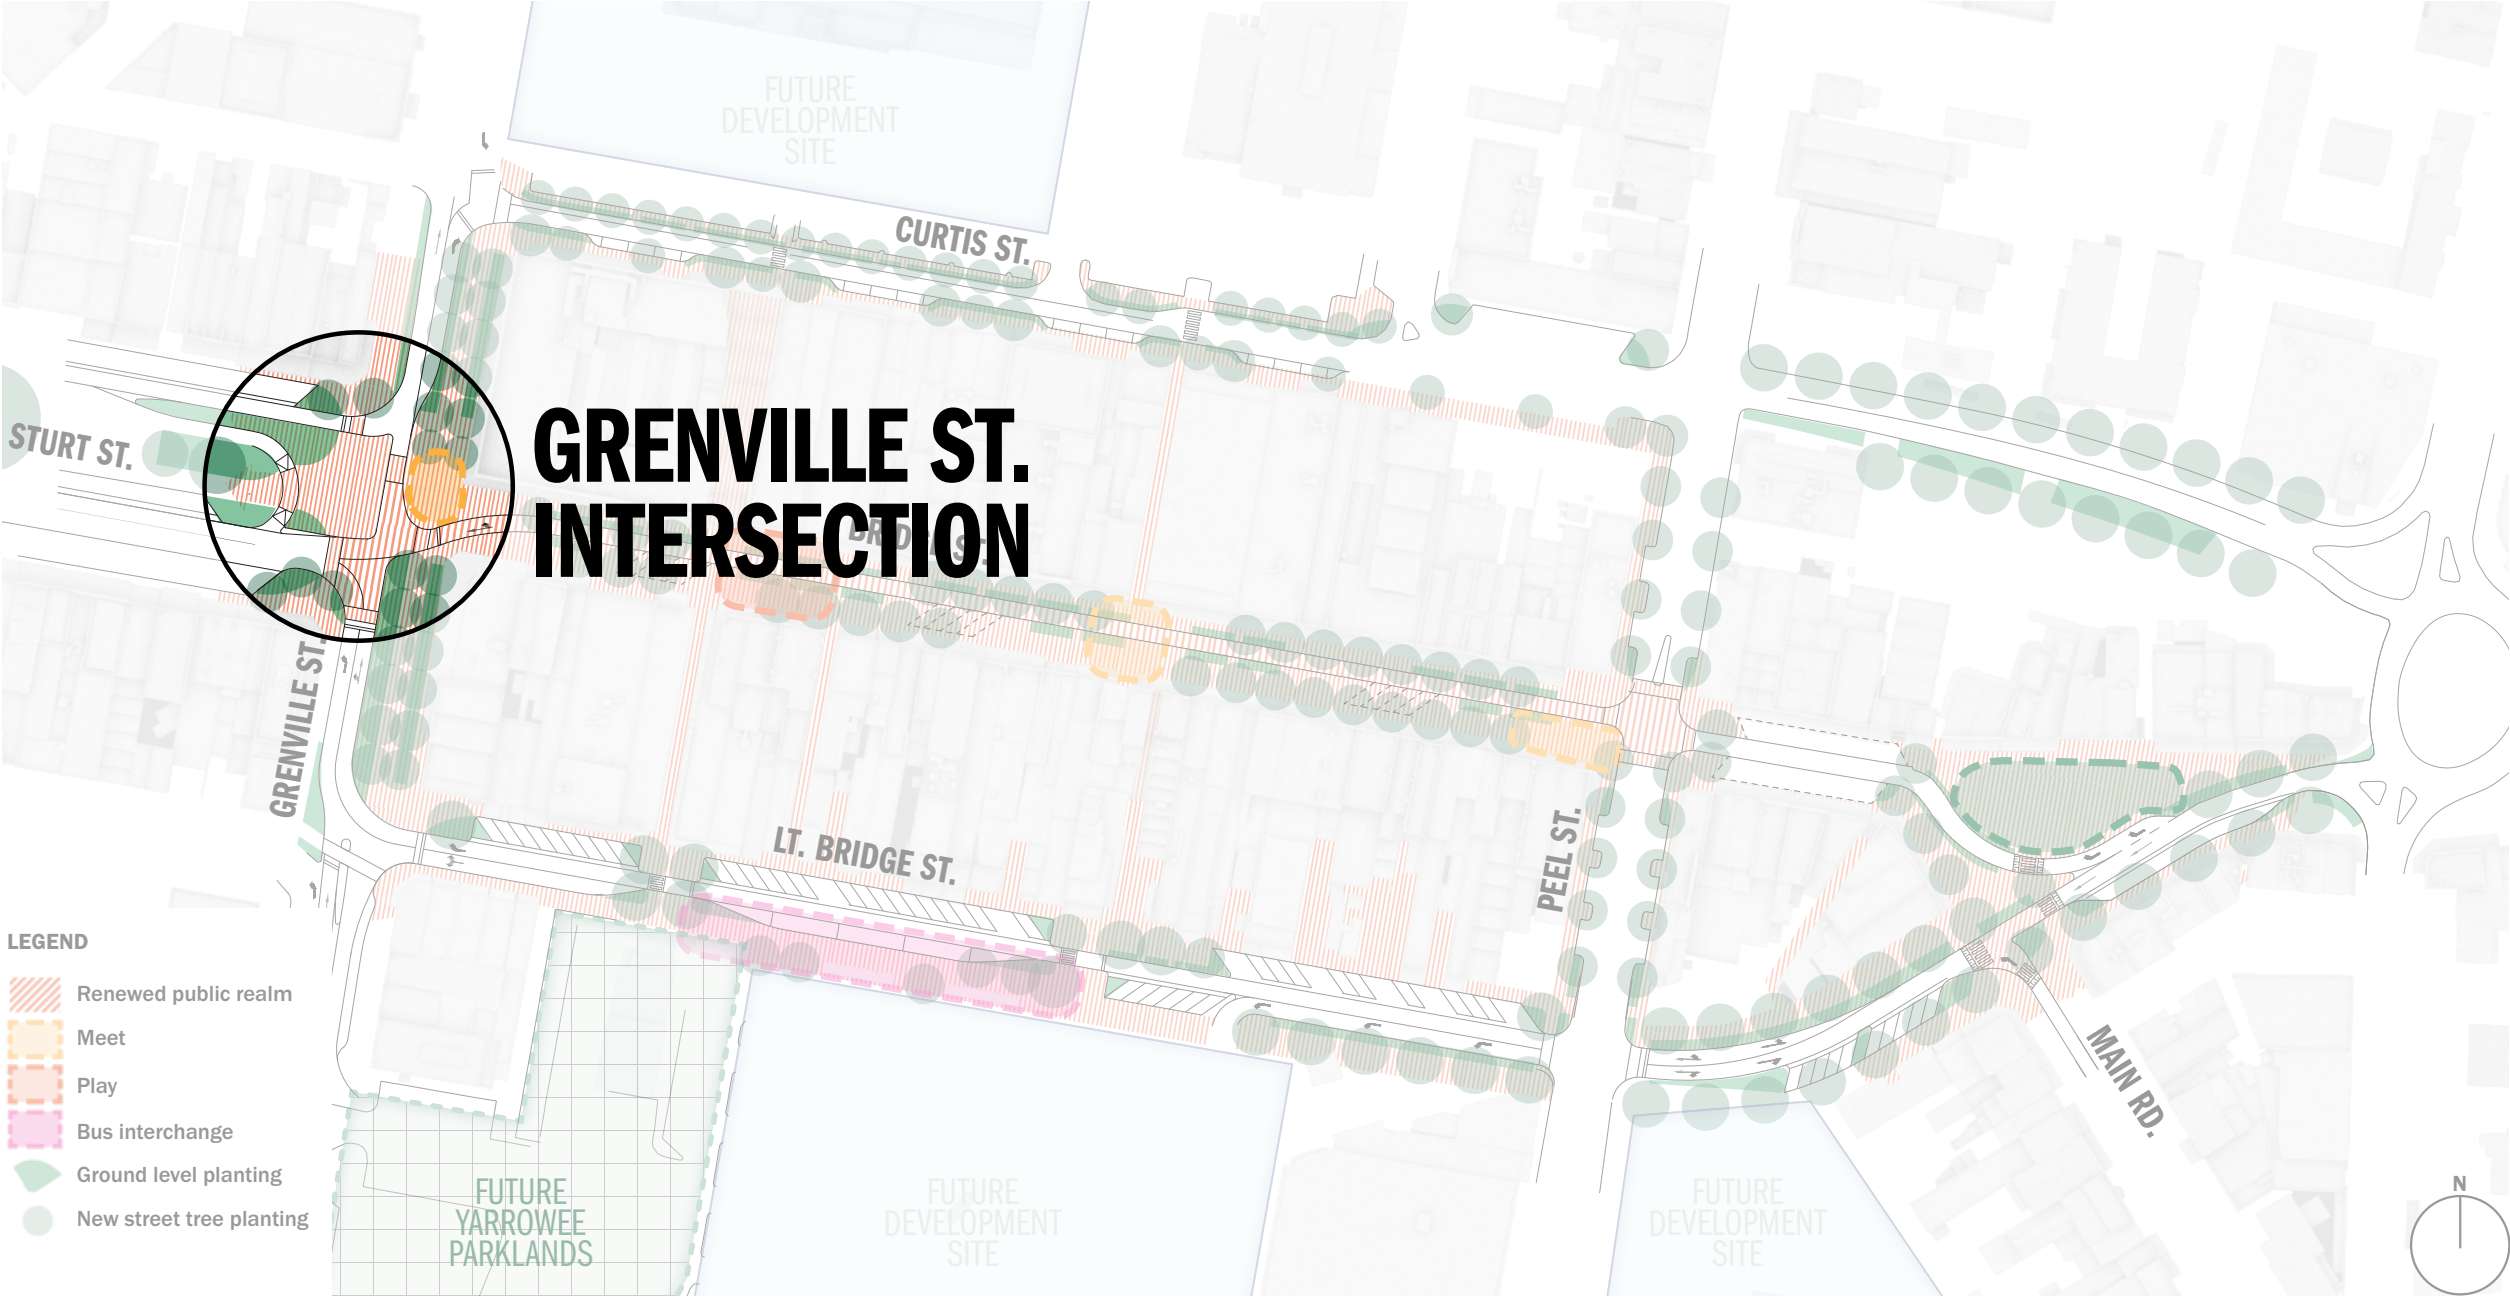 FUTURE
DEVELOPMENT
SITE
CURTIS ST.
STURT ST.
GRENVILLE ST.
INTERSECTION
BRIDGE ST.
GRENVILLE ST.
LT. BRIDGE ST.
PEEL ST.
MAIN RD.
LEGEND
Renewed public realm
Meet
Play
Bus interchange
Ground level planting
New street tree planting
FUTURE
YARROWEE
PARKLANDS
FUTURE
DEVELOPMENT
SITE
FUTURE
DEVELOPMENT
SITE
N